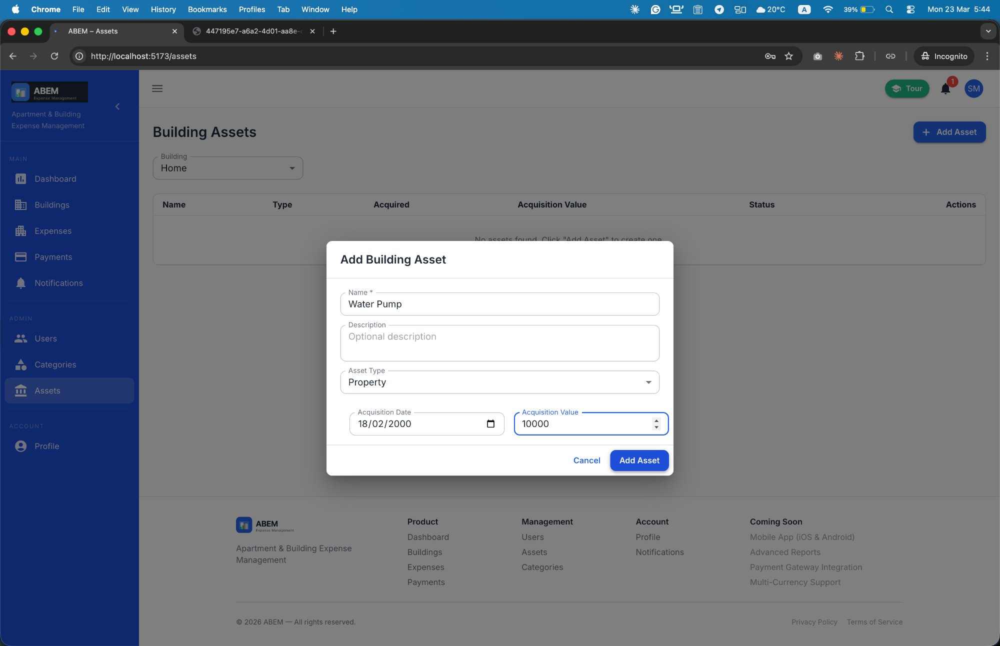 Chrome File Edit View History Bookmarks Profiles Tab Window Help 20°C A 39% Mon 23 Mar 5:44
ABEM – Assets 447195e7-a6a2-4d01-aa8e-
http://localhost:5173/assets Incognito
ABEM
Expense Management
Apartment & Building
Expense Management
Tour 1 SM
MAIN
Dashboard
Buildings
Expenses
Payments
Notifications
ADMIN
Users
Categories
Assets
ACCOUNT
Profile
Building Assets
+ Add Asset
Building
Home
Name Type Acquired Acquisition Value Status Actions
No assets found. Click "Add Asset" to create one.
Add Building Asset
Name *
Water Pump
Description
Optional description
Asset Type
Property
Acquisition Date Acquisition Value
18/02/2000 10000
Cancel Add Asset
ABEM
Expense Management
Apartment & Building Expense
Management
Product
Dashboard
Buildings
Expenses
Payments
Management
Users
Assets
Categories
Account
Profile
Notifications
Coming Soon
Mobile App (iOS & Android)
Advanced Reports
Payment Gateway Integration
Multi-Currency Support
© 2026 ABEM — All rights reserved.
Privacy Policy Terms of Service